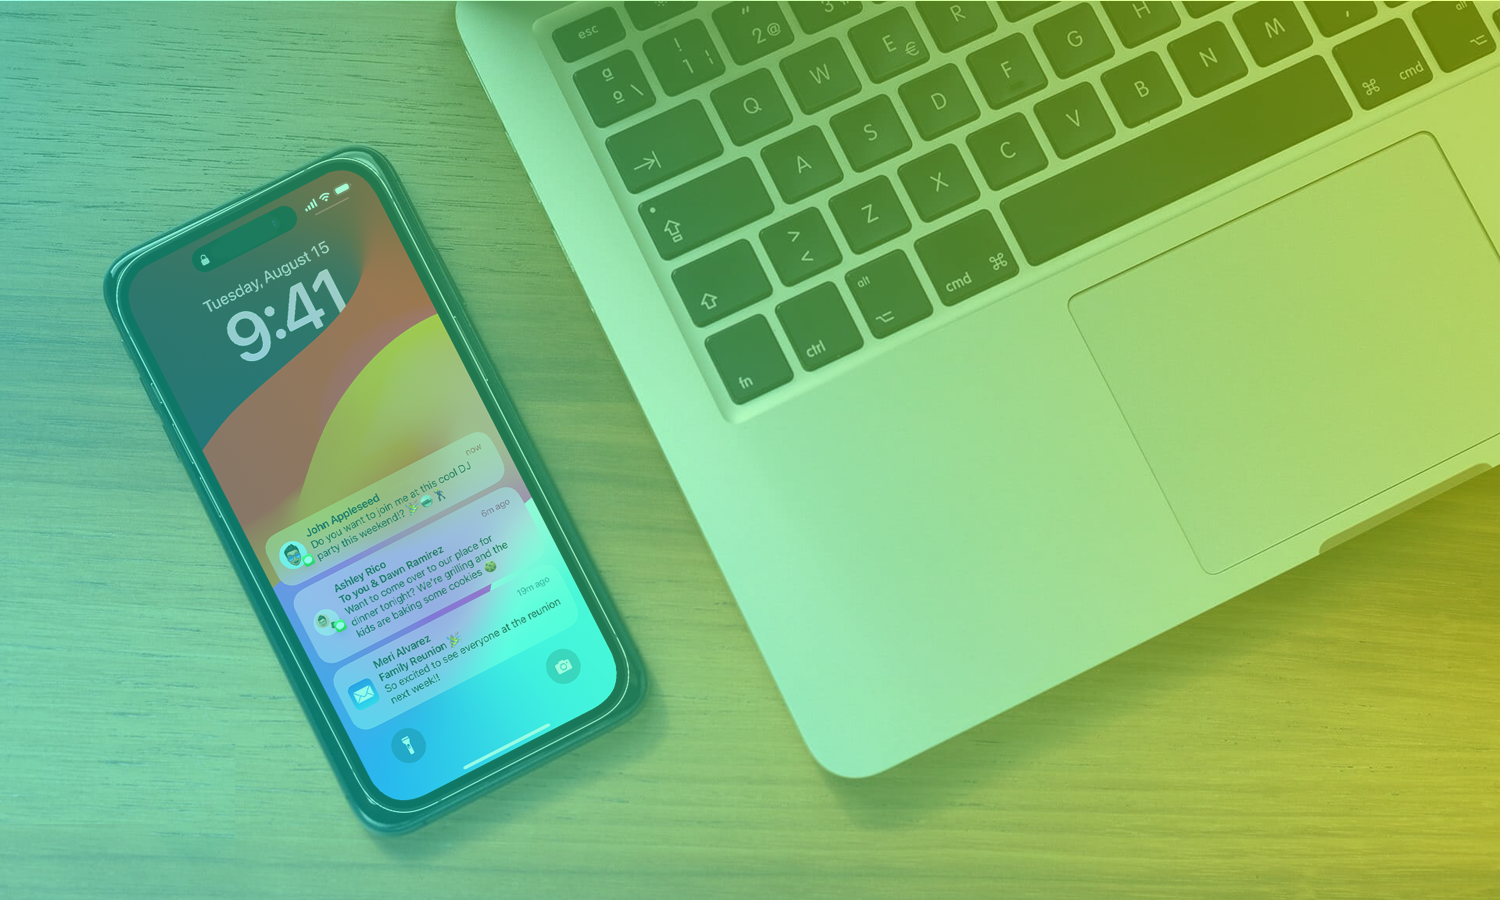 Tuesday, August 15
9:41
John Appleseed
now
Do you want to join me at this cool DJ
party this weekend!?
Ashley Rico
6m ago
To you & Dawn Ramirez
Want to come over to our place for
dinner tonight? We're grilling and the
kids are baking some cookies
Meri Alvarez
19m ago
Family Reunion
So excited to see everyone at the reunion
next week!!
esc
! 1 ¦
" 2 @
3
ª º \
Q W E € R
A S D F G H
> < Z X C V B N M
fn ctrl alt cmd
cmd alt